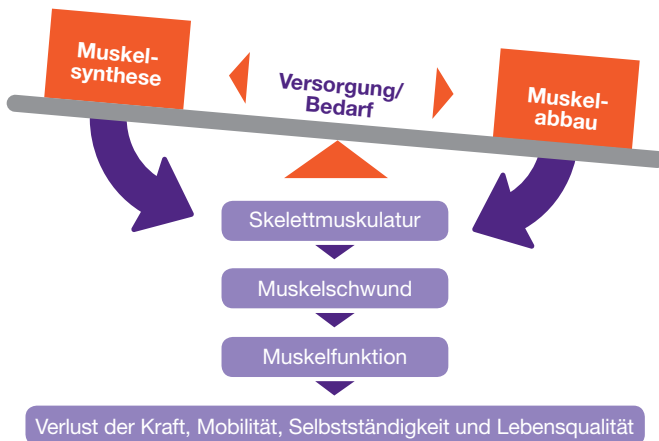 Muskel-
synthese
Versorgung/
Bedarf
Muskel-
abbau
Skelettmuskulatur
Muskelschwund
Muskelfunktion
Verlust der Kraft, Mobilität, Selbstständigkeit und Lebensqualität